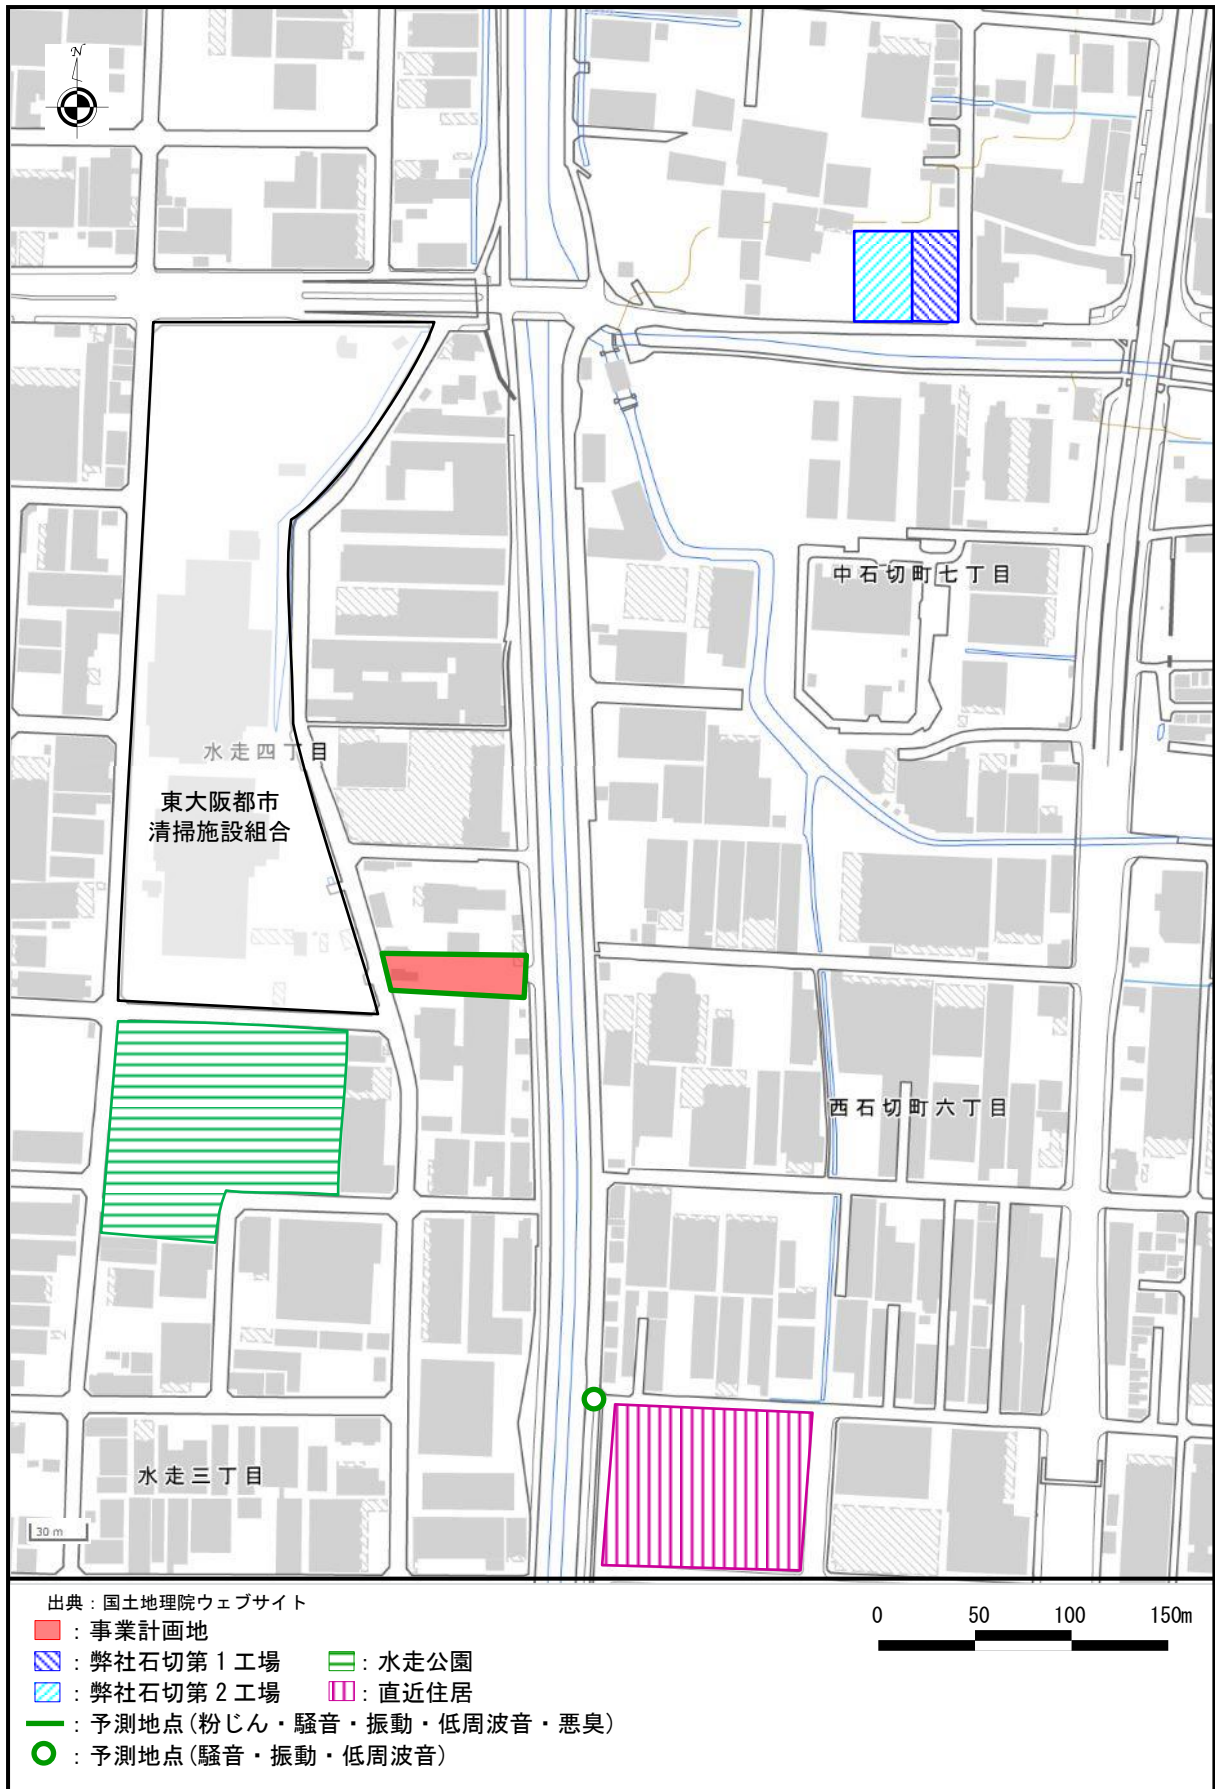 N
中石切町七丁目
水走四丁目
東大阪都市
清掃施設組合
西石切町六丁目
水走三丁目
30 m
出典：国土地理院ウェブサイト
：事業計画地
：弊社石切第１工場
：水走公園
：弊社石切第２工場
：直近住居
：予測地点(粉じん・騒音・振動・低周波音・悪臭)
：予測地点(騒音・振動・低周波音)
0 50 100 150m